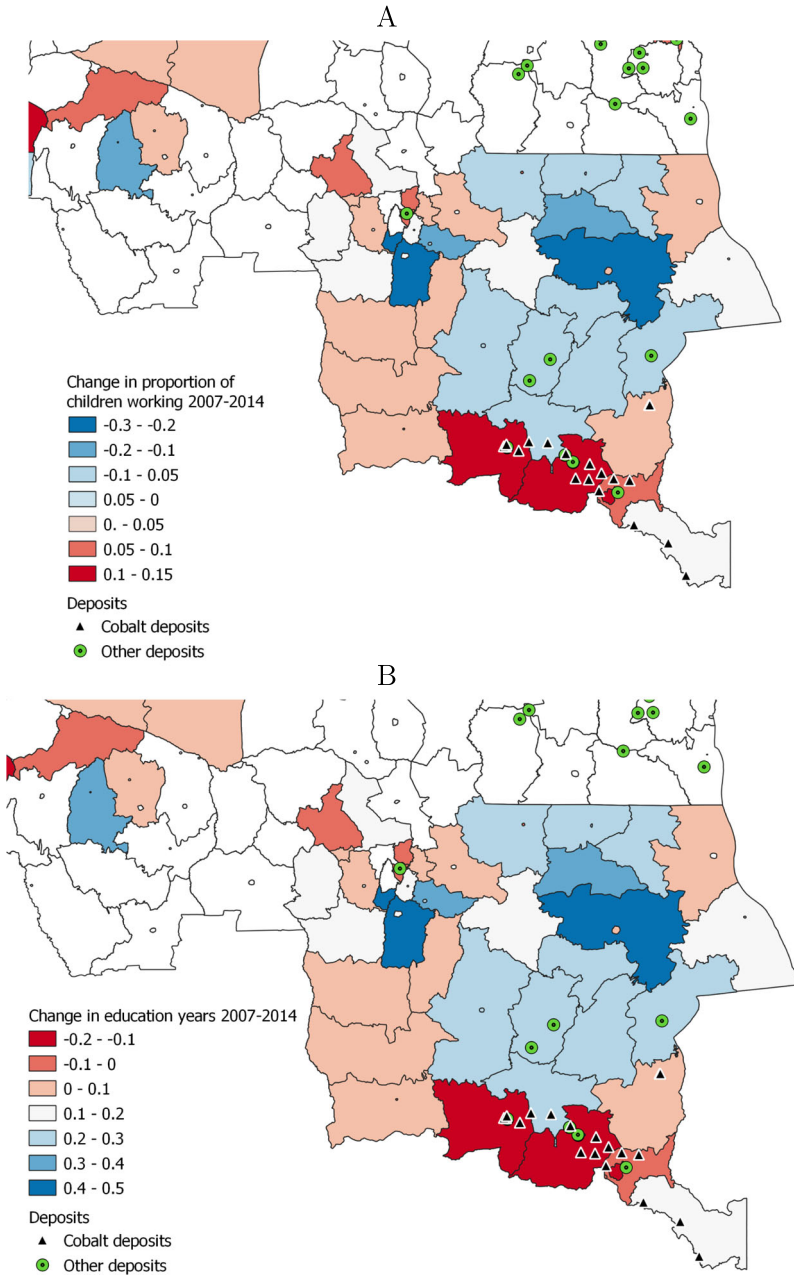 A
Change in proportion of
children working 2007-2014
-0.3 - -0.2
-0.2 - -0.1
-0.1 - 0.05
0.05 - 0
0. - 0.05
0.05 - 0.1
0.1 - 0.15
Deposits
Cobalt deposits
Other deposits
B
Change in education years 2007-2014
-0.2 - -0.1
-0.1 - 0
0 - 0.1
0.1 - 0.2
0.2 - 0.3
0.3 - 0.4
0.4 - 0.5
Deposits
Cobalt deposits
Other deposits